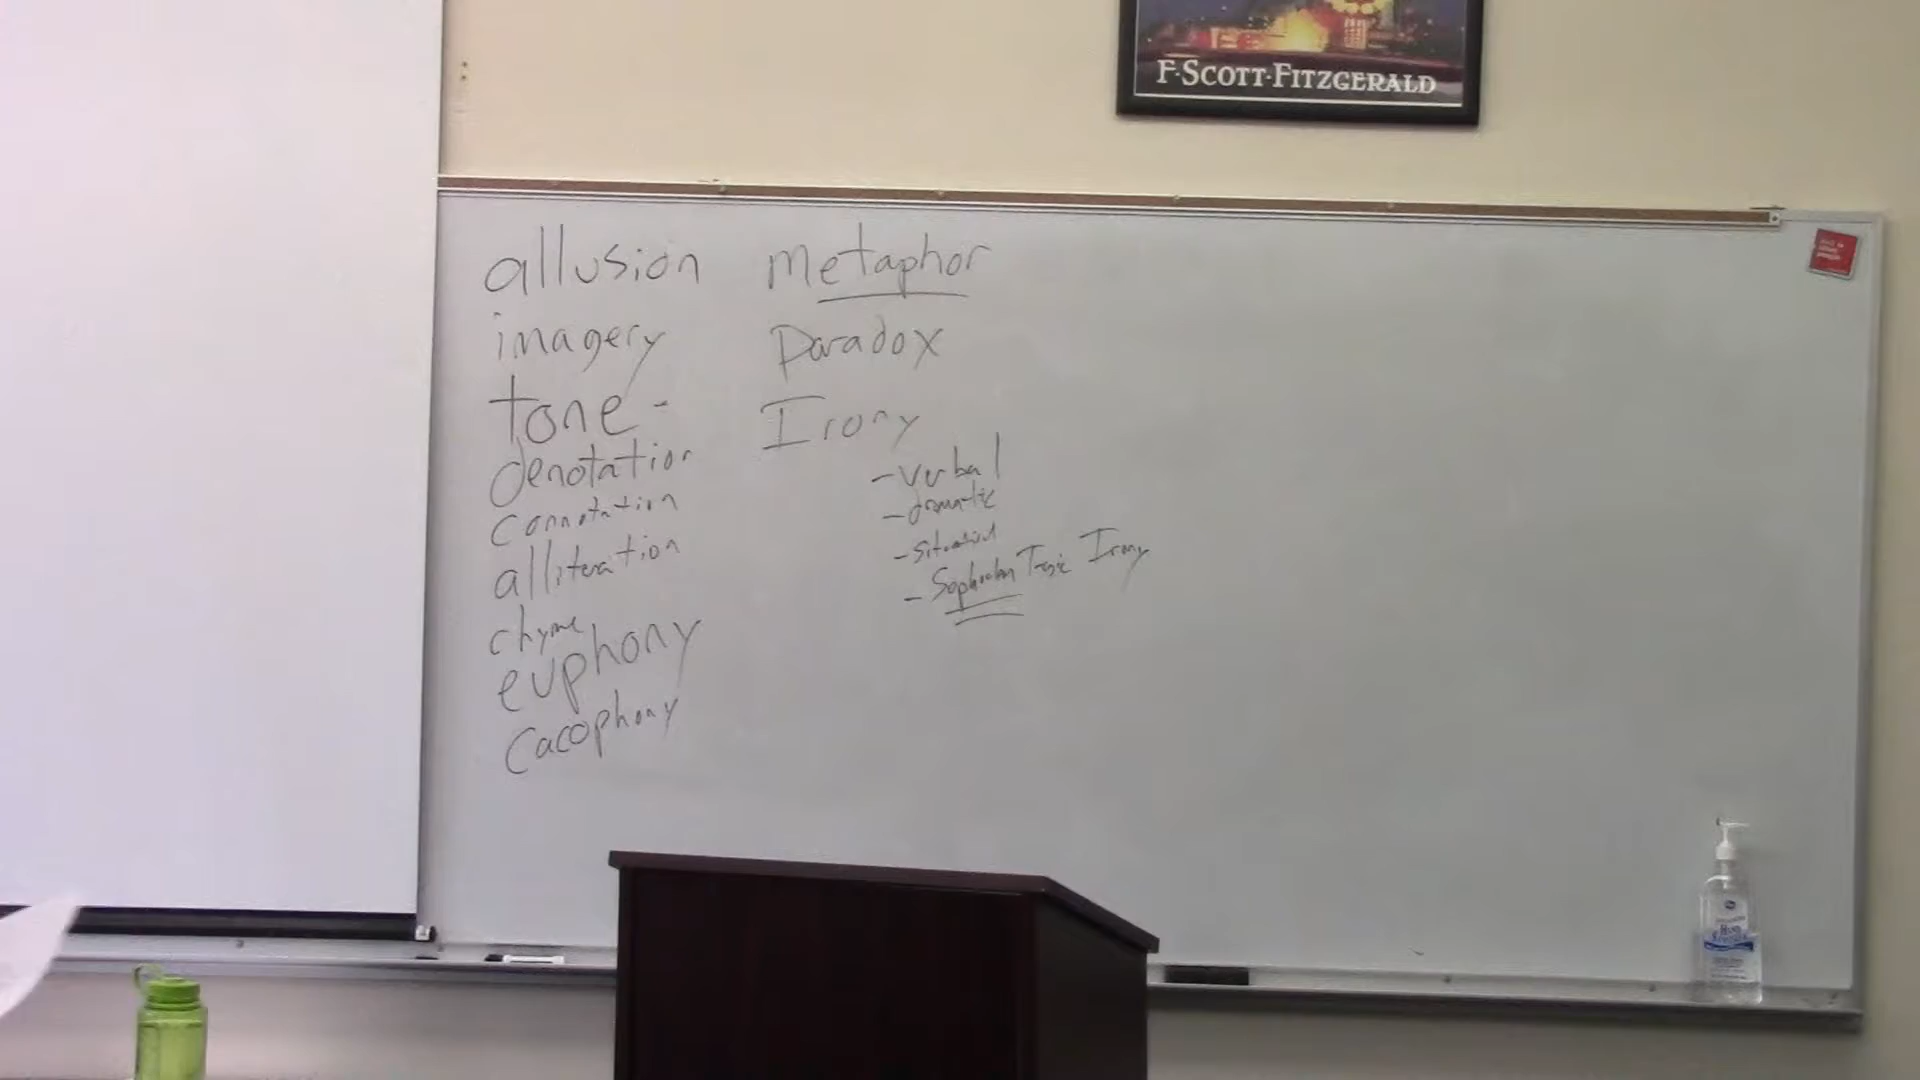 F·SCOTT·FITZGERALD
allusion
imagery
tone -
denotation
connotation
alliteration
rhyme
euphony
cacophony
metaphor
Paradox
Irony
- verbal
- dramatic
- situational
- Sophoclean Tragic Irony
HAND